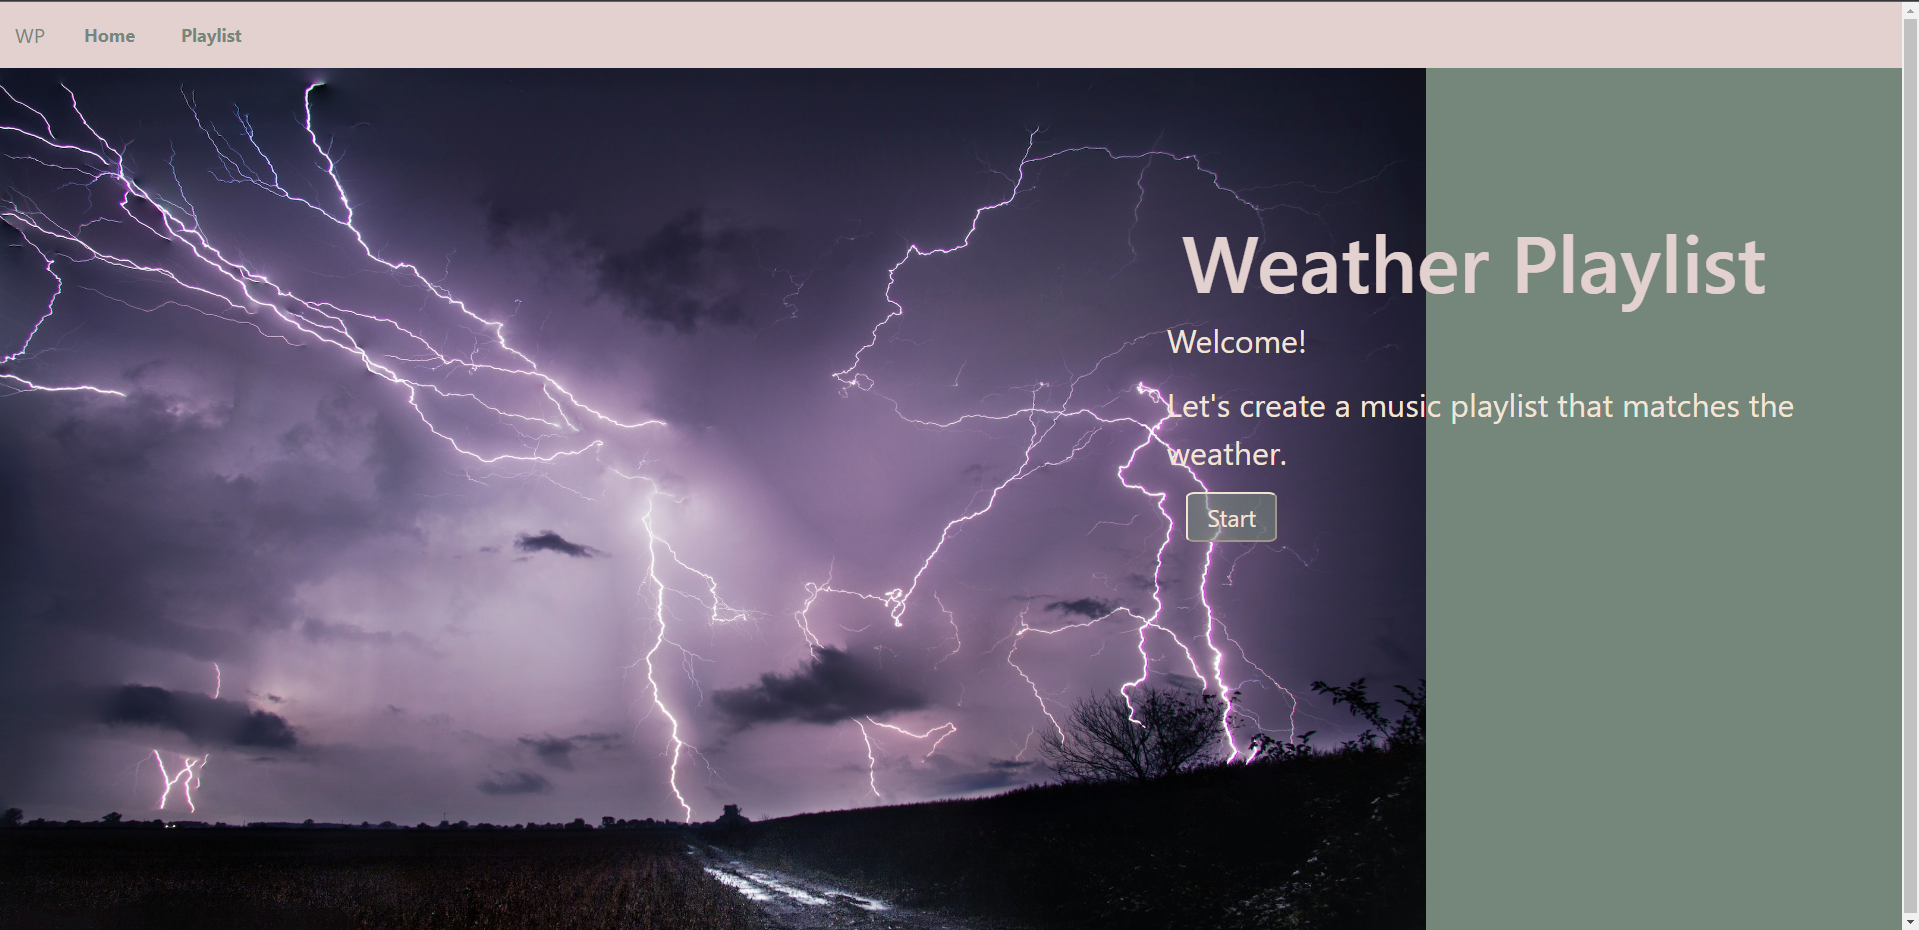 WP Home Playlist
Weather Playlist
Welcome!
Let's create a music playlist that matches the
weather.
Start